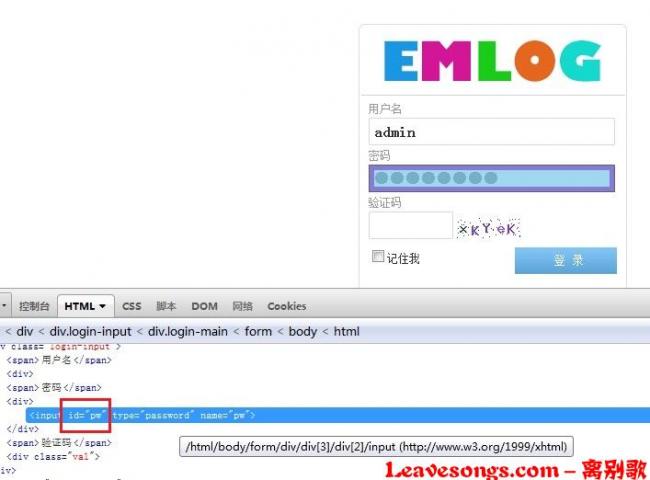 EMLOG
用户名
admin
密码
验证码
xKYeK
记住我
登 录
控制台 HTML CSS 脚本 DOM 网络 Cookies
< div < div.login-input < div.login-main < form < body < html
v class="login-input">
<span>用户名</span>
<div>
<span>密码</span>
<div>
<input id="pw" type="password" name="pw">
</div>
<span>验证码</span>
/html/body/form/div/div[3]/div[2]/input (http://www.w3.org/1999/xhtml)
<div class="val">
iv>
Leavesongs.com – 离别歌